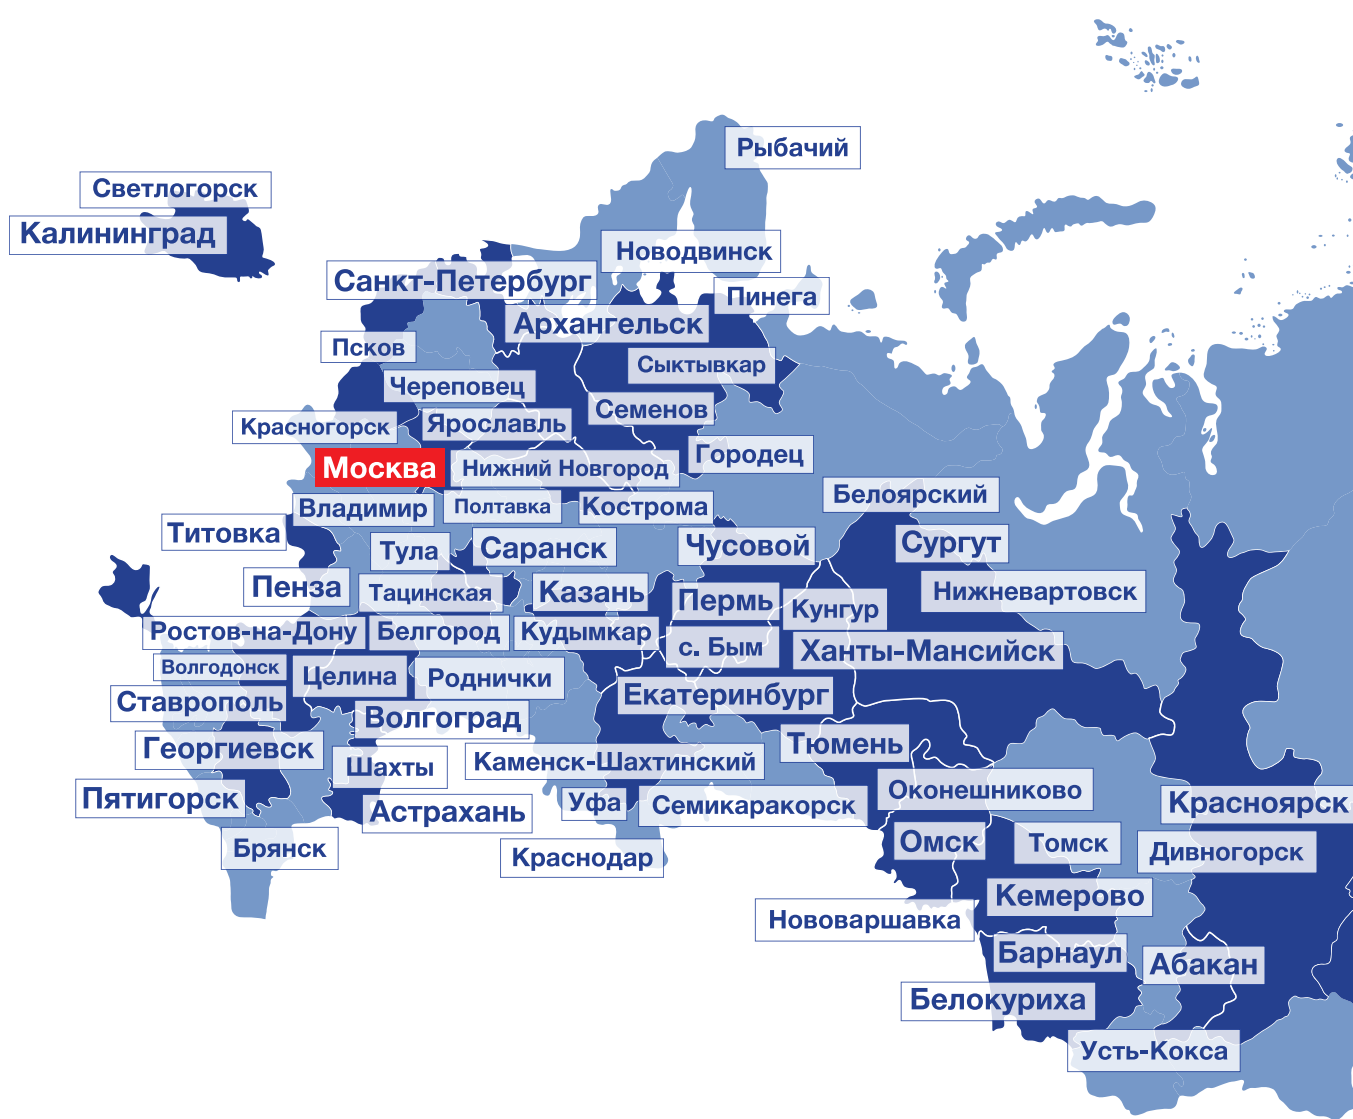 Рыбачий
Светлогорск
Калининград
Новодвинск
Санкт-Петербург
Пинега
Архангельск
Псков
Сыктывкар
Череповец
Семенов
Красногорск
Ярославль
Городец
Москва
Нижний Новгород
Белоярский
Владимир
Полтавка
Кострома
Титовка
Тула
Саранск
Чусовой
Сургут
Пенза
Тацинская
Казань
Пермь
Кунгур
Нижневартовск
Ростов-на-Дону
Белгород
Кудымкар
с. Бым
Ханты-Мансийск
Волгодонск
Целина
Роднички
Екатеринбург
Ставрополь
Волгоград
Георгиевск
Тюмень
Шахты
Каменск-Шахтинский
Оконешниково
Пятигорск
Астрахань
Уфа
Семикаракорск
Красноярск
Брянск
Краснодар
Омск
Томск
Дивногорск
Кемерово
Нововаршавка
Барнаул
Абакан
Белокуриха
Усть-Кокса